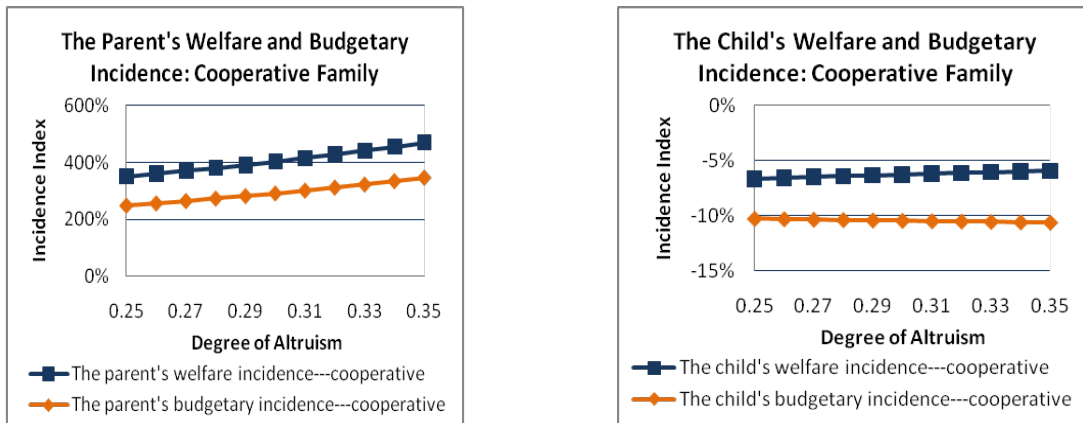 The Parent's Welfare and Budgetary
Incidence: Cooperative Family
600%
400%
200%
0%
Incidence Index
0.25 0.27 0.29 0.31 0.33 0.35
Degree of Altruism
The parent's welfare incidence---cooperative
The parent's budgetary incidence---cooperative
The Child's Welfare and Budgetary
Incidence: Cooperative Family
0%
-5%
-10%
-15%
Incidence Index
0.25 0.27 0.29 0.31 0.33 0.35
Degree of Altruism
The child's welfare incidence---cooperative
The child's budgetary incidence---cooperative